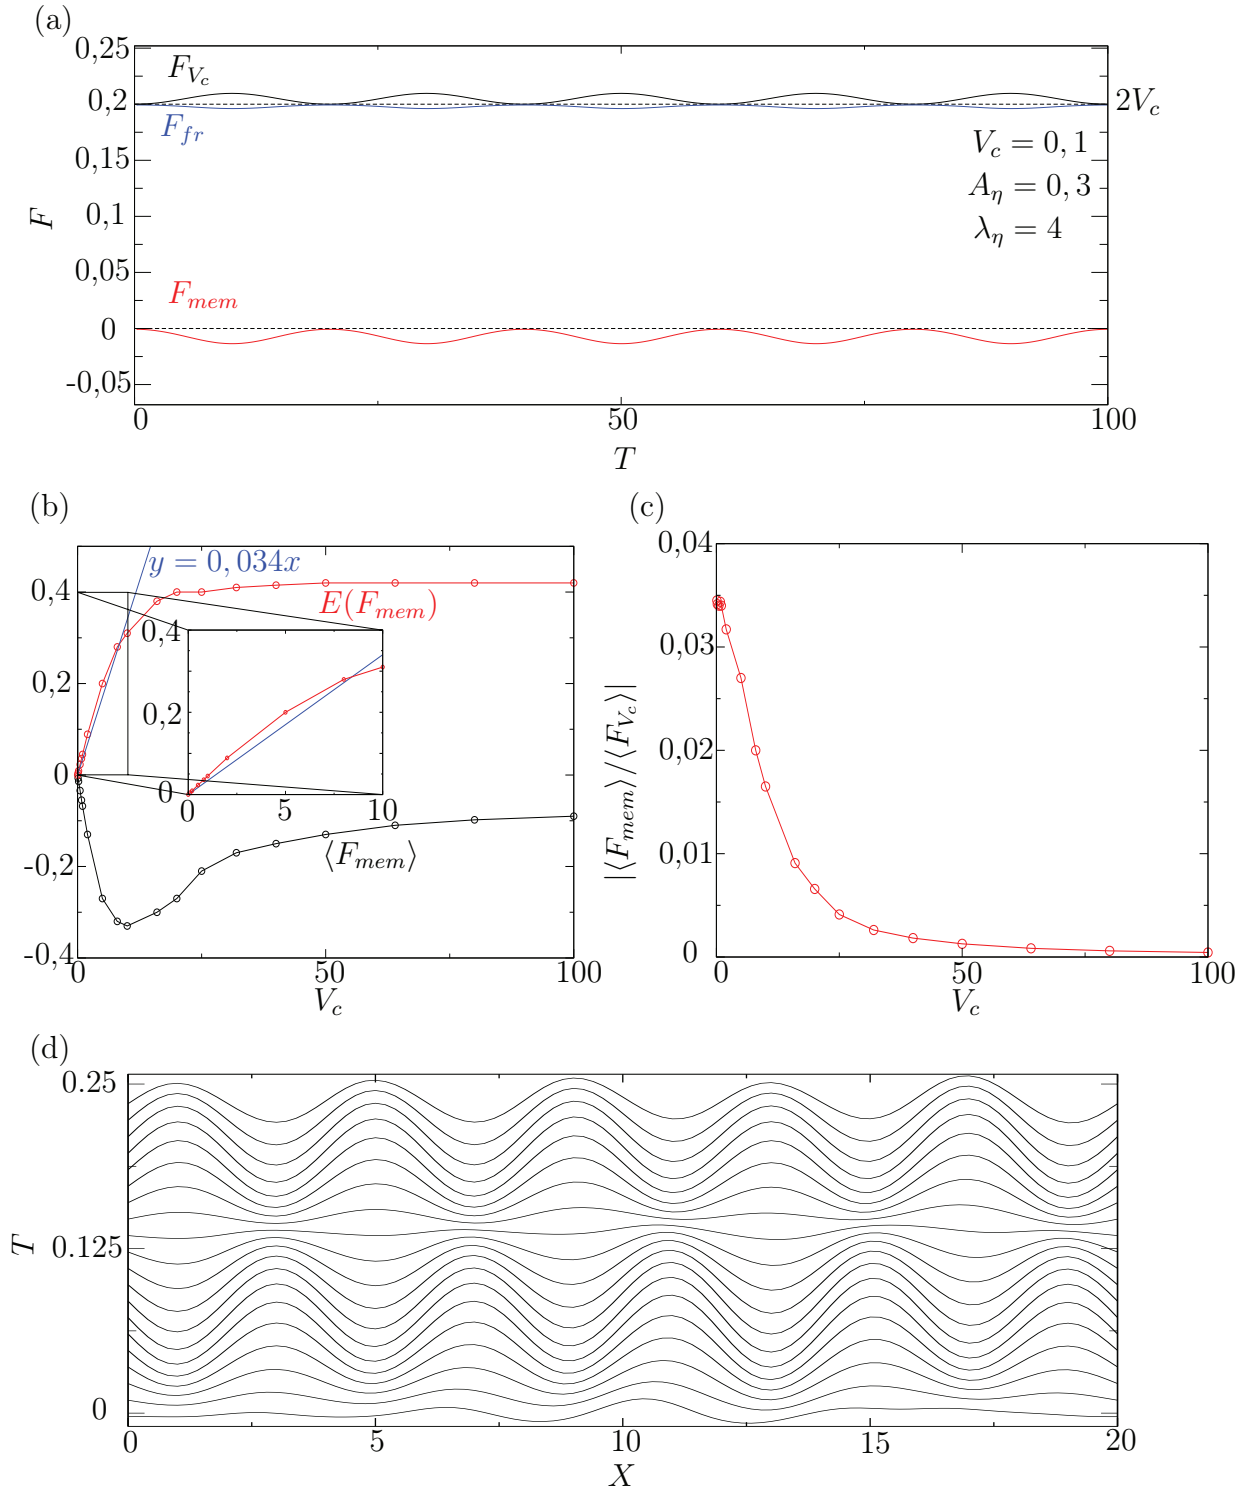 (a)
0,25
F_{V_c}
0,2
2V_c
F_{fr}
0,15
V_c = 0, 1
A_η = 0, 3
F
0,1
λ_η = 4
0,05
F_{mem}
0
-0,05
0
50
100
T
(b)
(c)
y = 0, 034x
0,4
E(F_{mem})
0,4
0,2
0,2
0
0
5
10
-0,2
⟨F_{mem}⟩
-0,4
0
50
100
V_c
0,04
0,03
|⟨F_{mem}⟩/⟨F_{V_c}⟩|
0,02
0,01
0
0
50
100
V_c
(d)
0.25
T
0.125
0
0
5
10
15
20
X